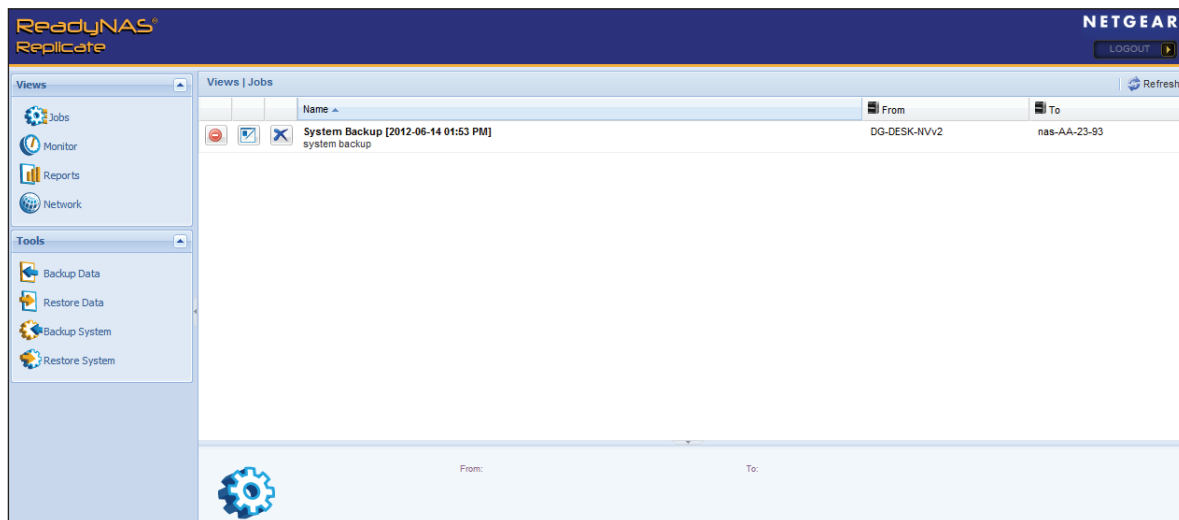 ReadyNAS®
Replicate
NETGEAR
LOGOUT
Views
Jobs
Monitor
Reports
Network
Tools
Backup Data
Restore Data
Backup System
Restore System
Views | Jobs
Refresh
Name
From
To
System Backup [2012-06-14 01:53 PM]
DG-DESK-NVv2
nas-AA-23-93
system backup
From:
To: